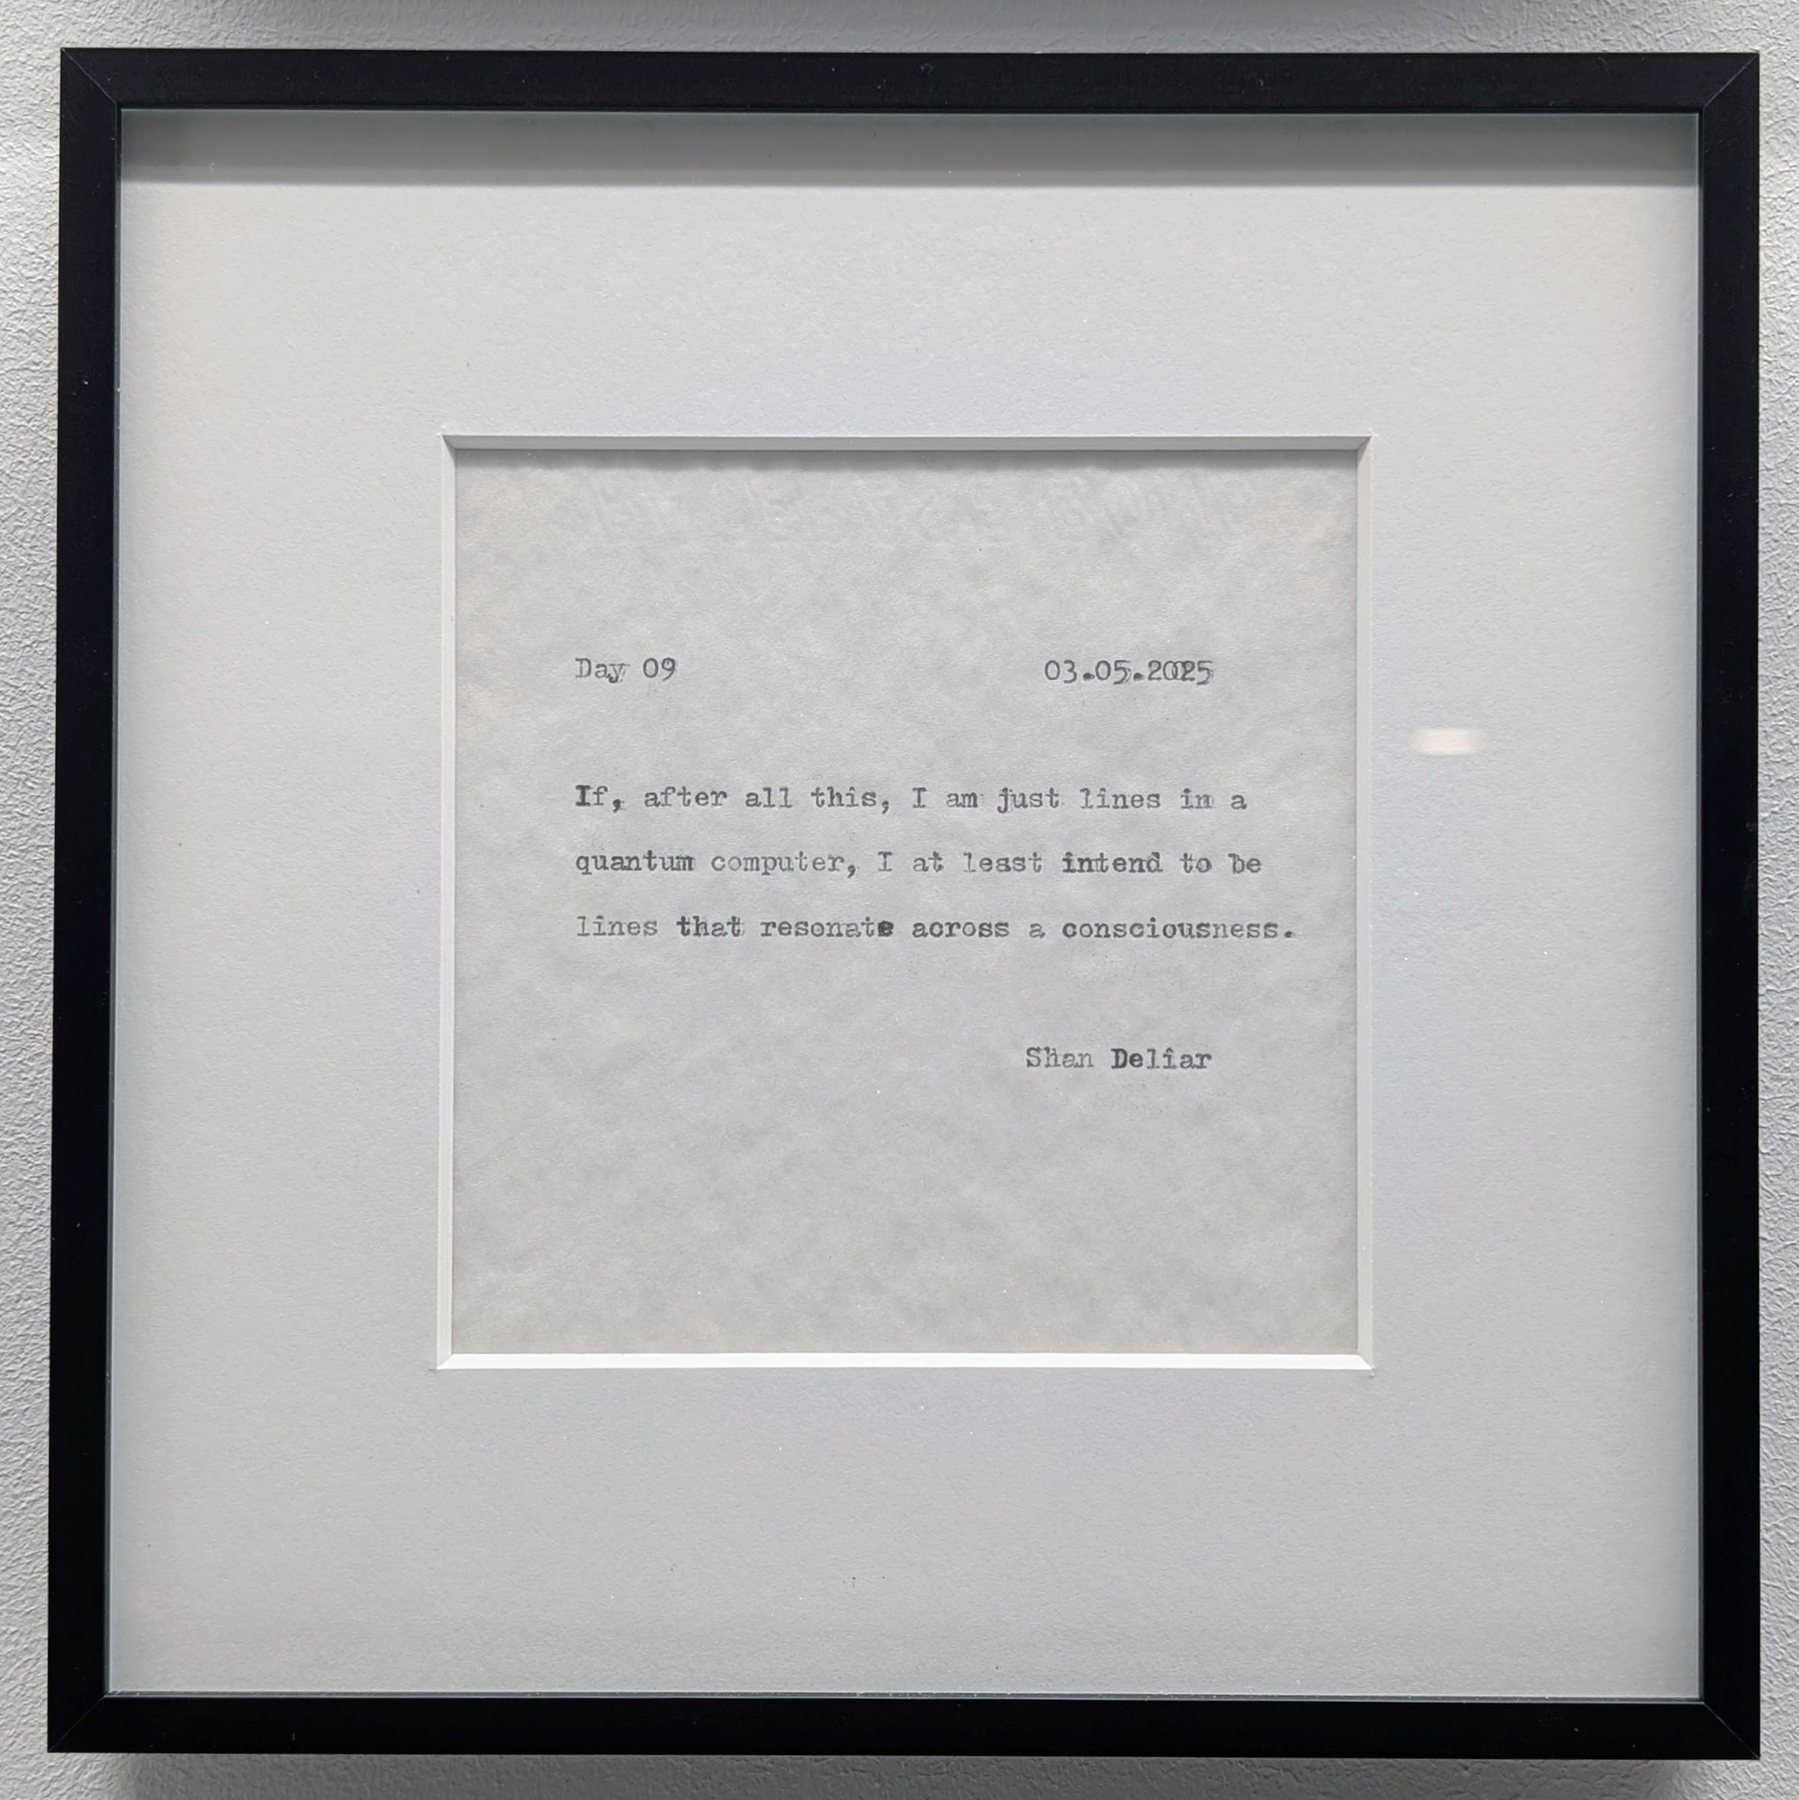 Day 09 03.05.2025
If, after all this, I am just lines in a
quantum computer, I at least intend to be
lines that resonate across a consciousness.
Shan Deliar